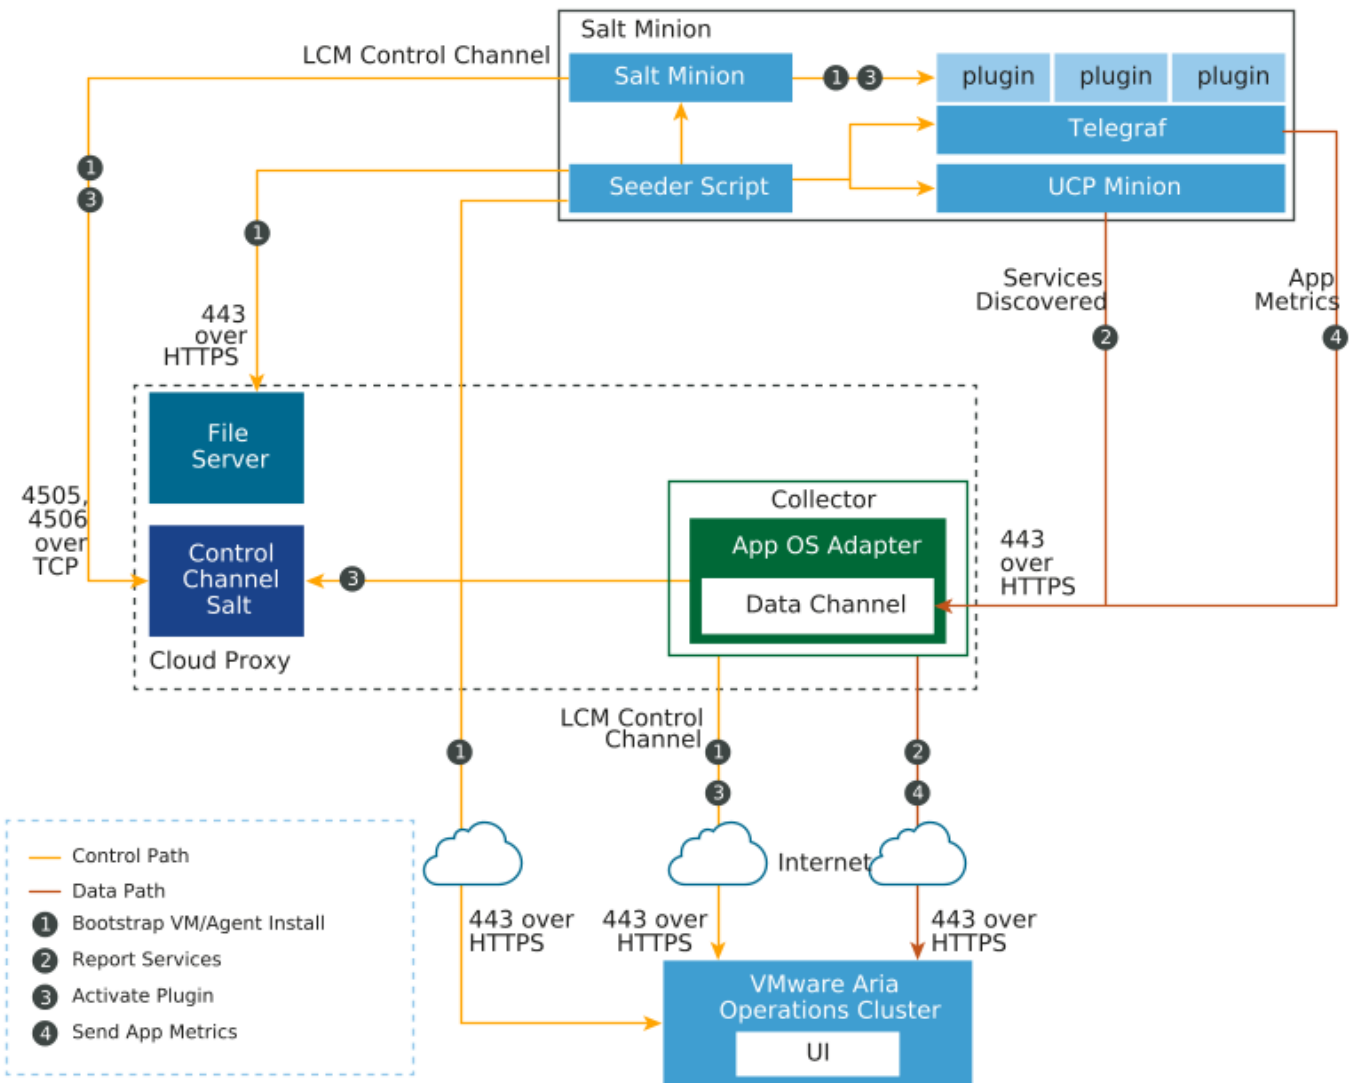 Salt Minion
LCM Control Channel
Salt Minion
1
3
plugin
plugin
plugin
Telegraf
Seeder Script
UCP Minion
1
3
1
Services
Discovered
App
Metrics
2
4
443
over
HTTPS
File
Server
4505,
4506
over
TCP
Control
Channel
Salt
Cloud Proxy
3
Collector
App OS Adapter
Data Channel
443
over
HTTPS
LCM Control
Channel
1
1
3
2
4
Internet
443 over
HTTPS
443 over
HTTPS
443 over
HTTPS
VMware Aria
Operations Cluster
UI
Control Path
Data Path
1 Bootstrap VM/Agent Install
2 Report Services
3 Activate Plugin
4 Send App Metrics